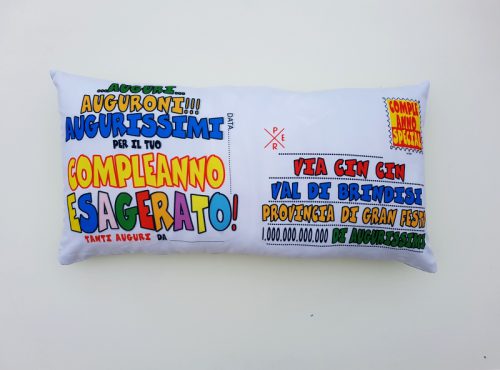 ...AUGURI...
AUGURONI!!!
AUGURISSIMI
PER IL TUO
COMPLEANNO
ESAGERATO!
TANTI AUGURI DA
DATA
PER
COMPLE
ANNO
SPECIAL
VIA CIN CIN
VAL DI BRINDISI
PROVINCIA DI GRAN FESTA
1.000.000.000.000 DI AUGURISSIMI